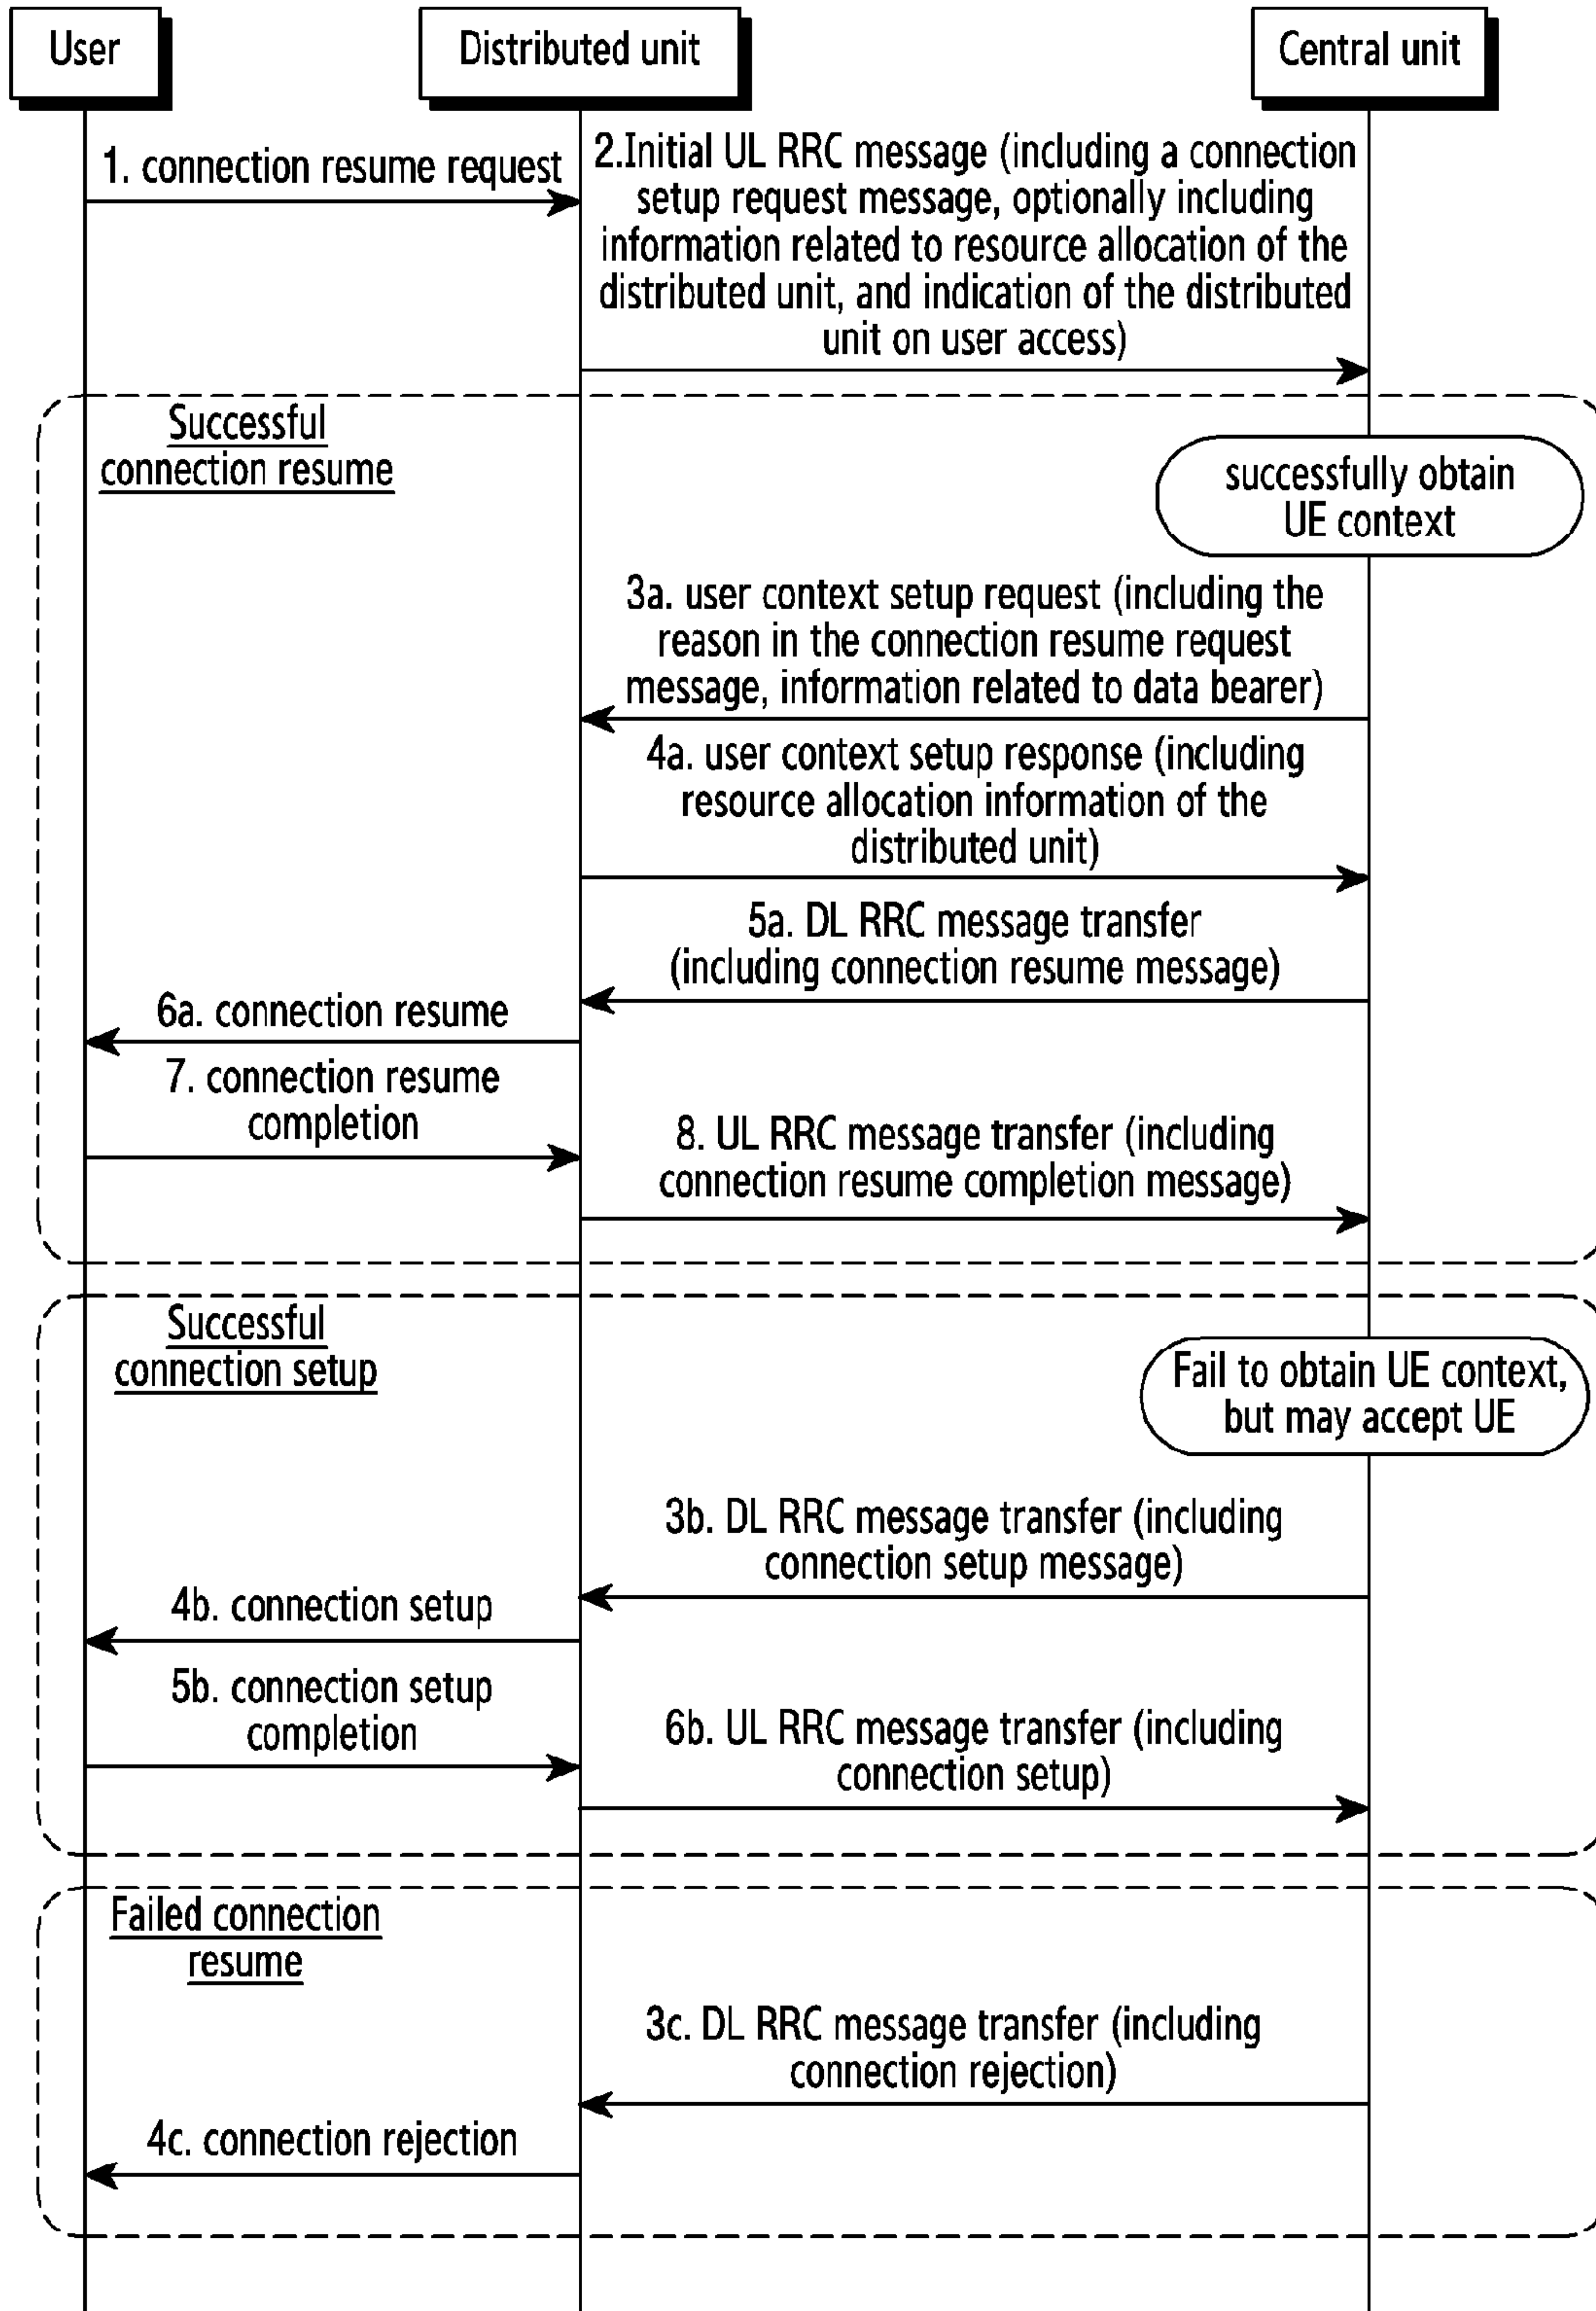 User
Distributed unit
Central unit
1. connection resume request
2.Initial UL RRC message (including a connection
setup request message, optionally including
information related to resource allocation of the
distributed unit, and indication of the distributed
unit on user access)
Successful
connection resume
successfully obtain
UE context
3a. user context setup request (including the
reason in the connection resume request
message, information related to data bearer)
4a. user context setup response (including
resource allocation information of the
distributed unit)
5a. DL RRC message transfer
(including connection resume message)
6a. connection resume
7. connection resume
completion
8. UL RRC message transfer (including
connection resume completion message)
Successful
connection setup
Fail to obtain UE context,
but may accept UE
3b. DL RRC message transfer (including
connection setup message)
4b. connection setup
5b. connection setup
completion
6b. UL RRC message transfer (including
connection setup)
Failed connection
resume
3c. DL RRC message transfer (including
connection rejection)
4c. connection rejection